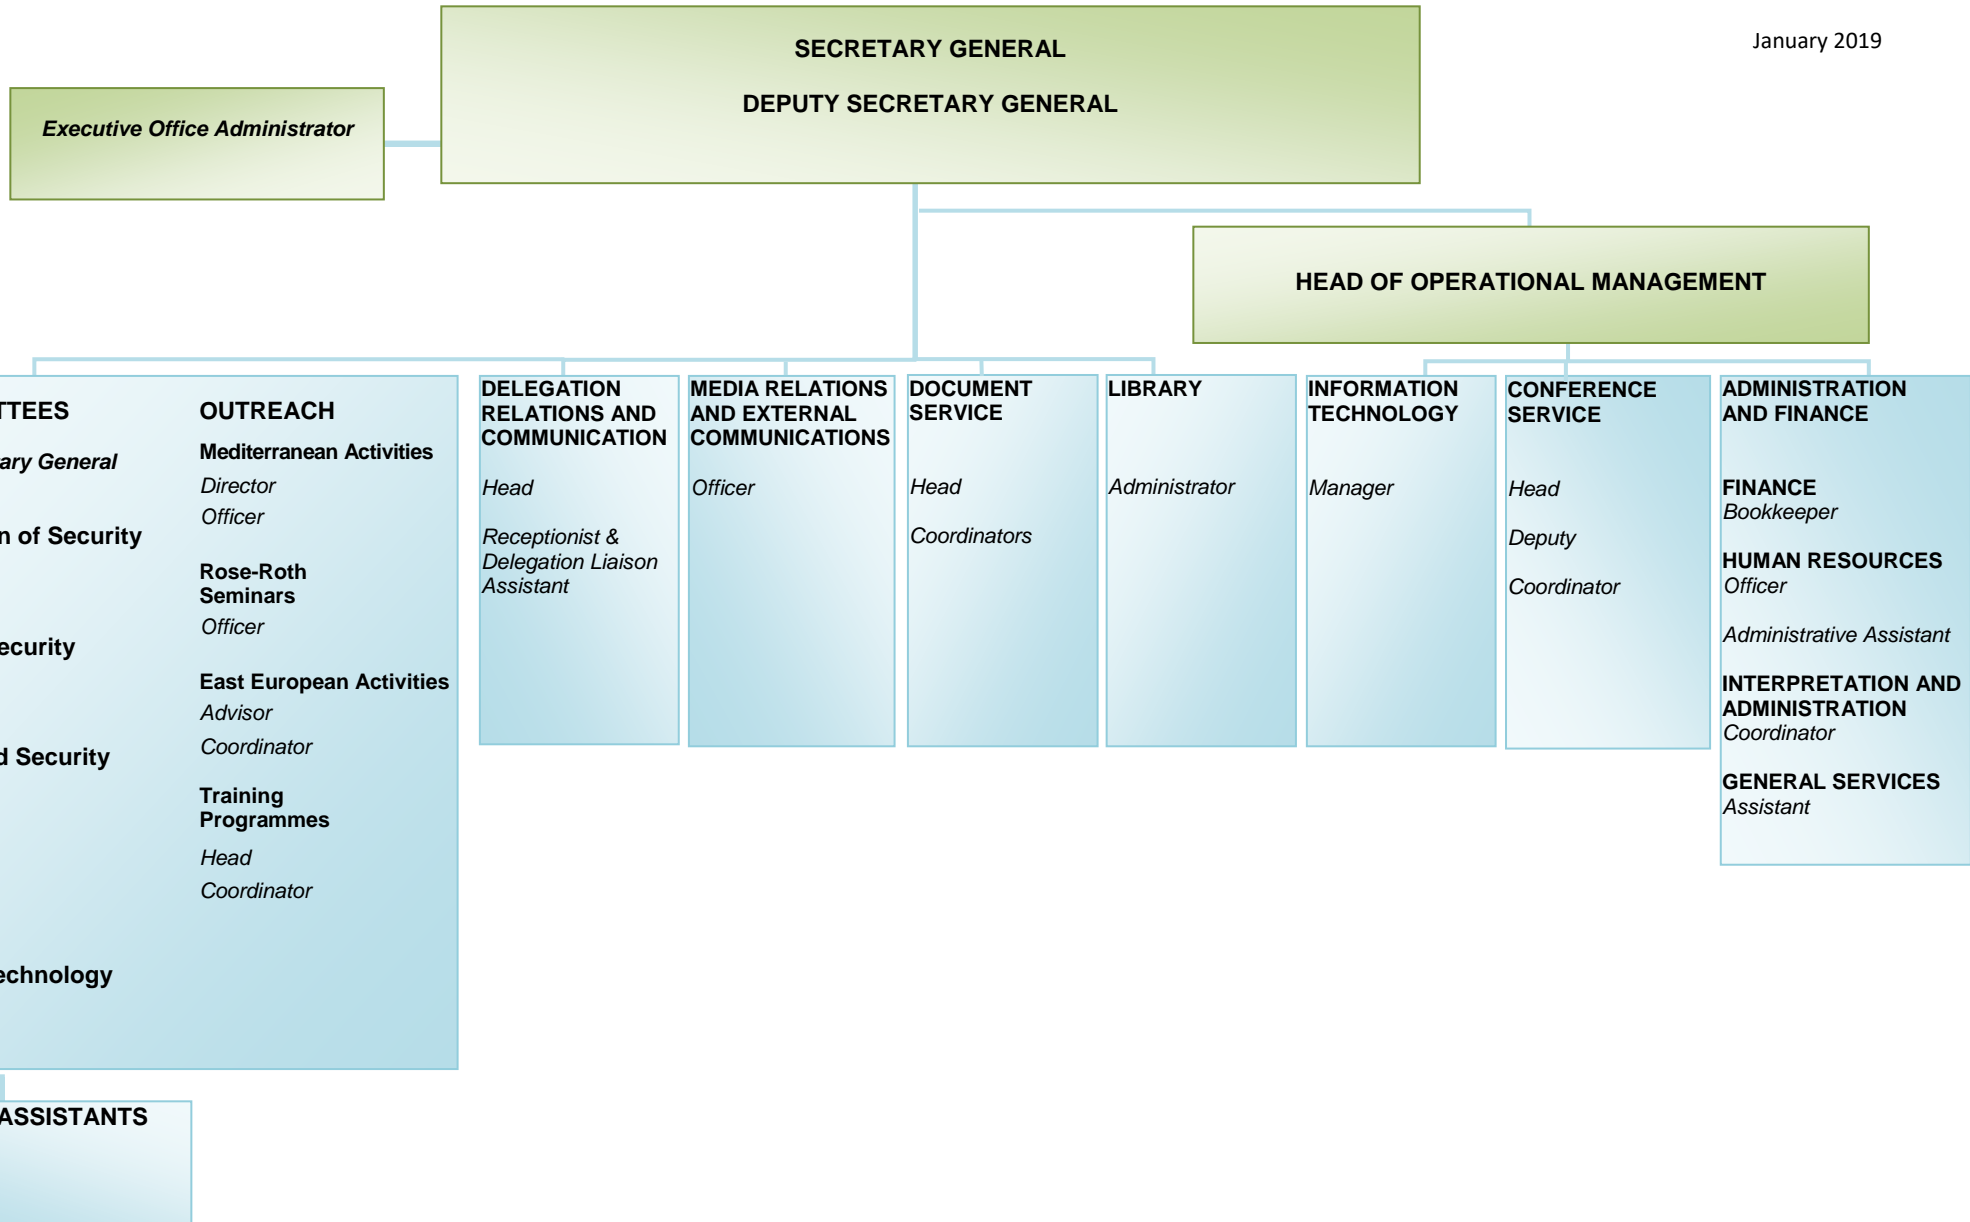 January 2019
SECRETARY GENERAL
DEPUTY SECRETARY GENERAL
Executive Office Administrator
HEAD OF OPERATIONAL MANAGEMENT
TTEES
ary General
n of Security
ecurity
d Security
echnology
OUTREACH
Mediterranean Activities
Director
Officer
Rose-Roth
Seminars
Officer
East European Activities
Advisor
Coordinator
Training
Programmes
Head
Coordinator
DELEGATION
RELATIONS AND
COMMUNICATION
Head
Receptionist &
Delegation Liaison
Assistant
MEDIA RELATIONS
AND EXTERNAL
COMMUNICATIONS
Officer
DOCUMENT
SERVICE
Head
Coordinators
LIBRARY
Administrator
INFORMATION
TECHNOLOGY
Manager
CONFERENCE
SERVICE
Head
Deputy
Coordinator
ADMINISTRATION
AND FINANCE
FINANCE
Bookkeeper
HUMAN RESOURCES
Officer
Administrative Assistant
INTERPRETATION AND
ADMINISTRATION
Coordinator
GENERAL SERVICES
Assistant
ASSISTANTS